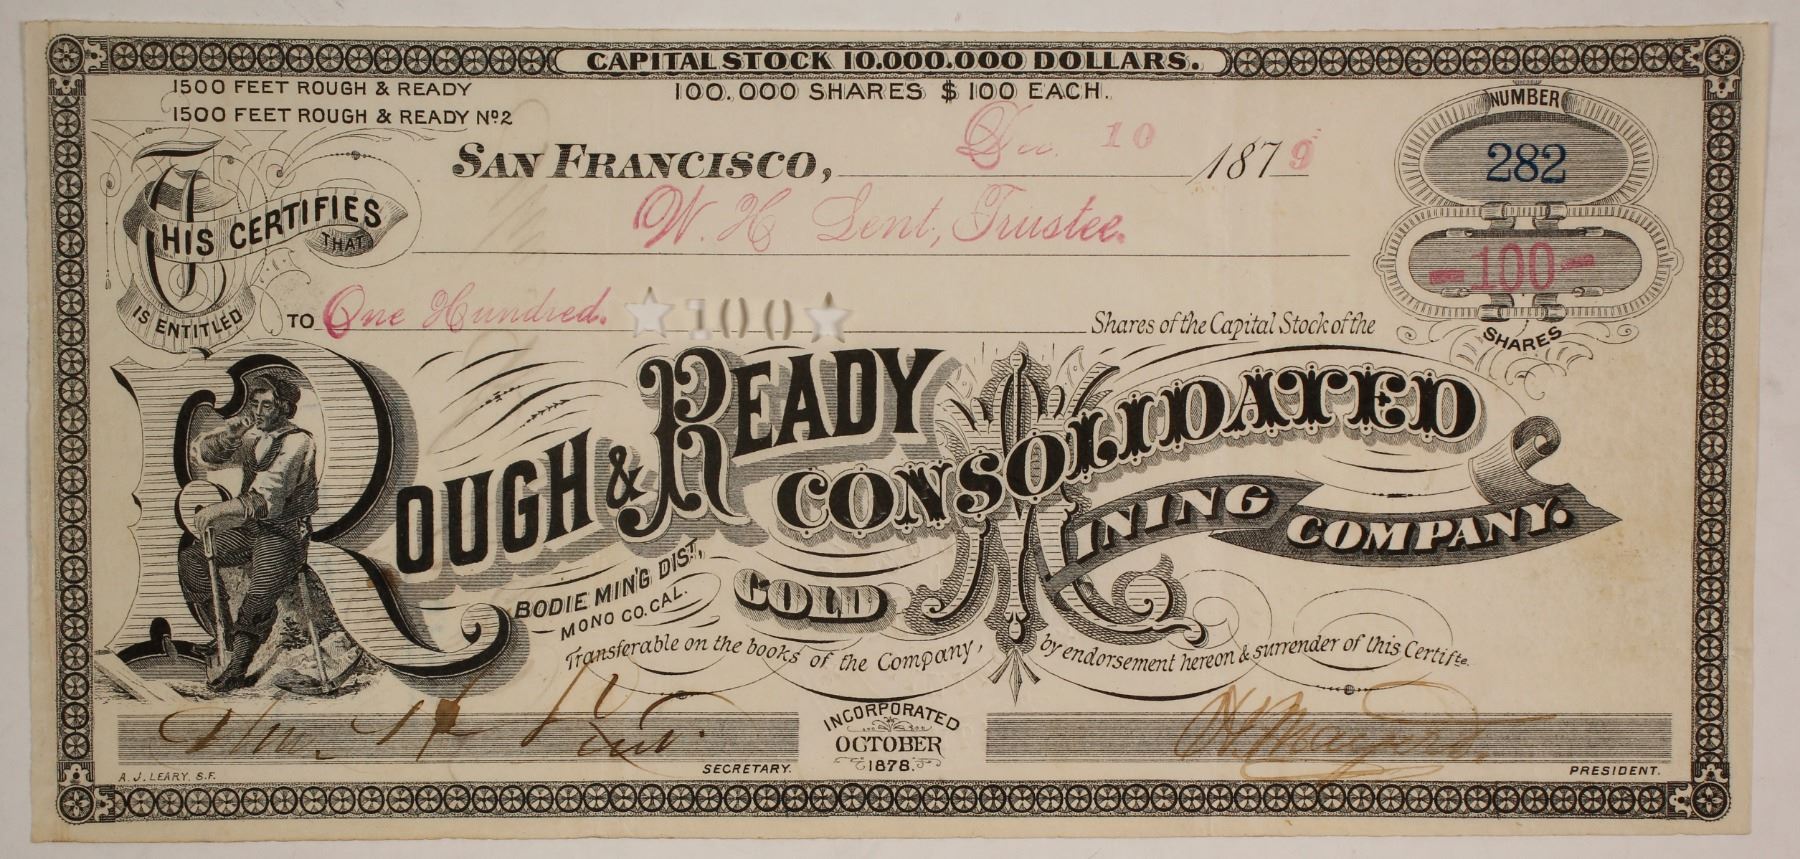 CAPITAL STOCK 10.000.000 DOLLARS.
1500 FEET ROUGH & READY
100.000 SHARES $100 EACH.
1500 FEET ROUGH & READY Nº2
NUMBER
282
SAN FRANCISCO, Dec. 10 1879
THIS CERTIFIES THAT
W. H. Lent, Trustee.
-100-
SHARES
IS ENTITLED TO One Hundred. ★100★ Shares of the Capital Stock of the
ROUGH & READY CONSOLIDATED
GOLD MINING COMPANY.
BODIE MIN'G DIST,
MONO CO. CAL.
Transferable on the books of the Company, by endorsement hereon & surrender of this Certifte.
Wm. H.
SECRETARY.
INCORPORATED
OCTOBER
1878.
PRESIDENT.
A. J. LEARY, S.F.